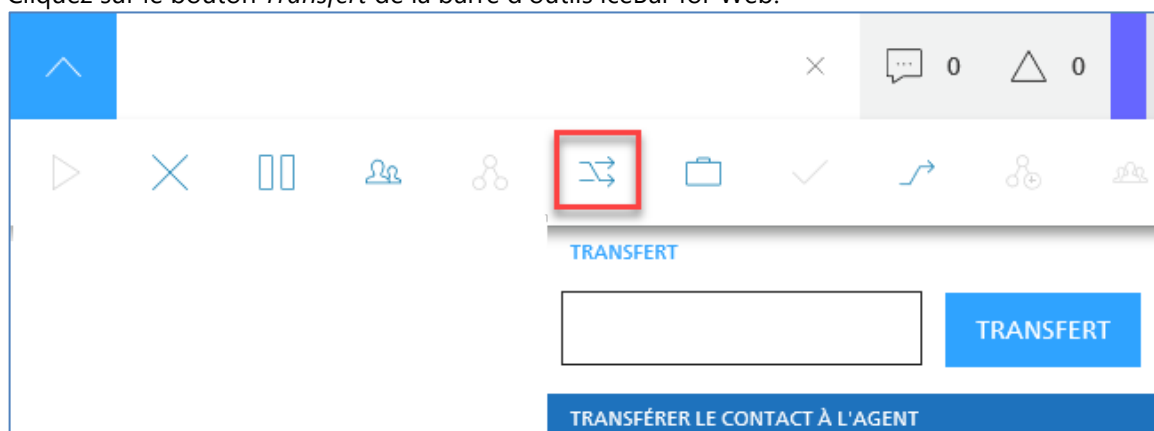 Cliquez sur le bouton Transfert de la barre d'outils iceBar for Web.
0 0
TRANSFERT
TRANSFERT
TRANSFÉRER LE CONTACT À L'AGENT